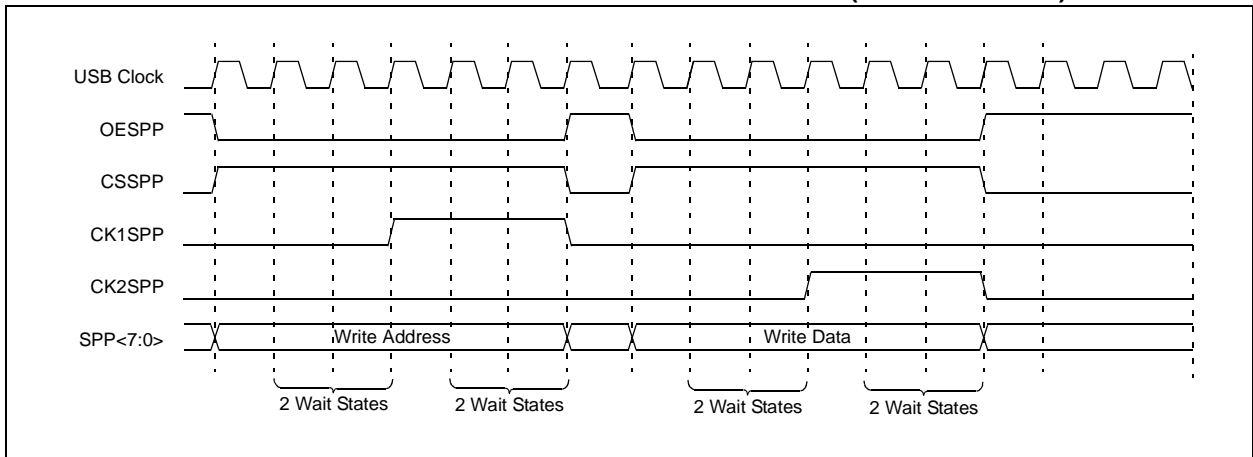 USB Clock
OESPP
CSSPP
CK1SPP
CK2SPP
SPP<7:0>
Write Address
Write Data
2 Wait States
2 Wait States
2 Wait States
2 Wait States